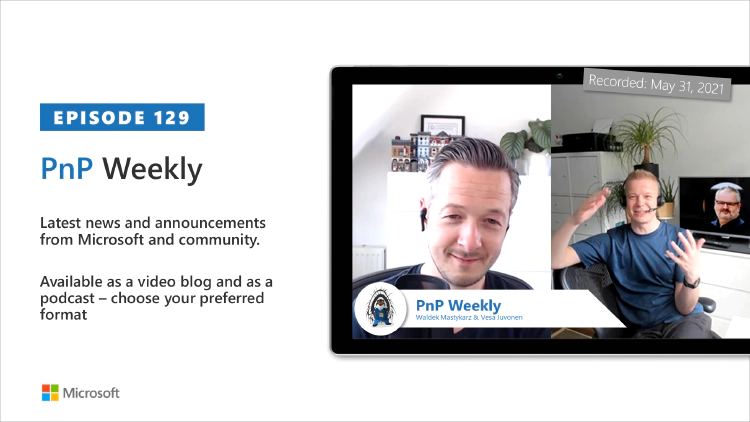 EPISODE 129
PnP Weekly
Latest news and announcements
from Microsoft and community.
Available as a video blog and as a
podcast – choose your preferred
format
Microsoft
Recorded: May 31, 2021
PnP Weekly
Waldek Mastykarz & Vesa Juvonen